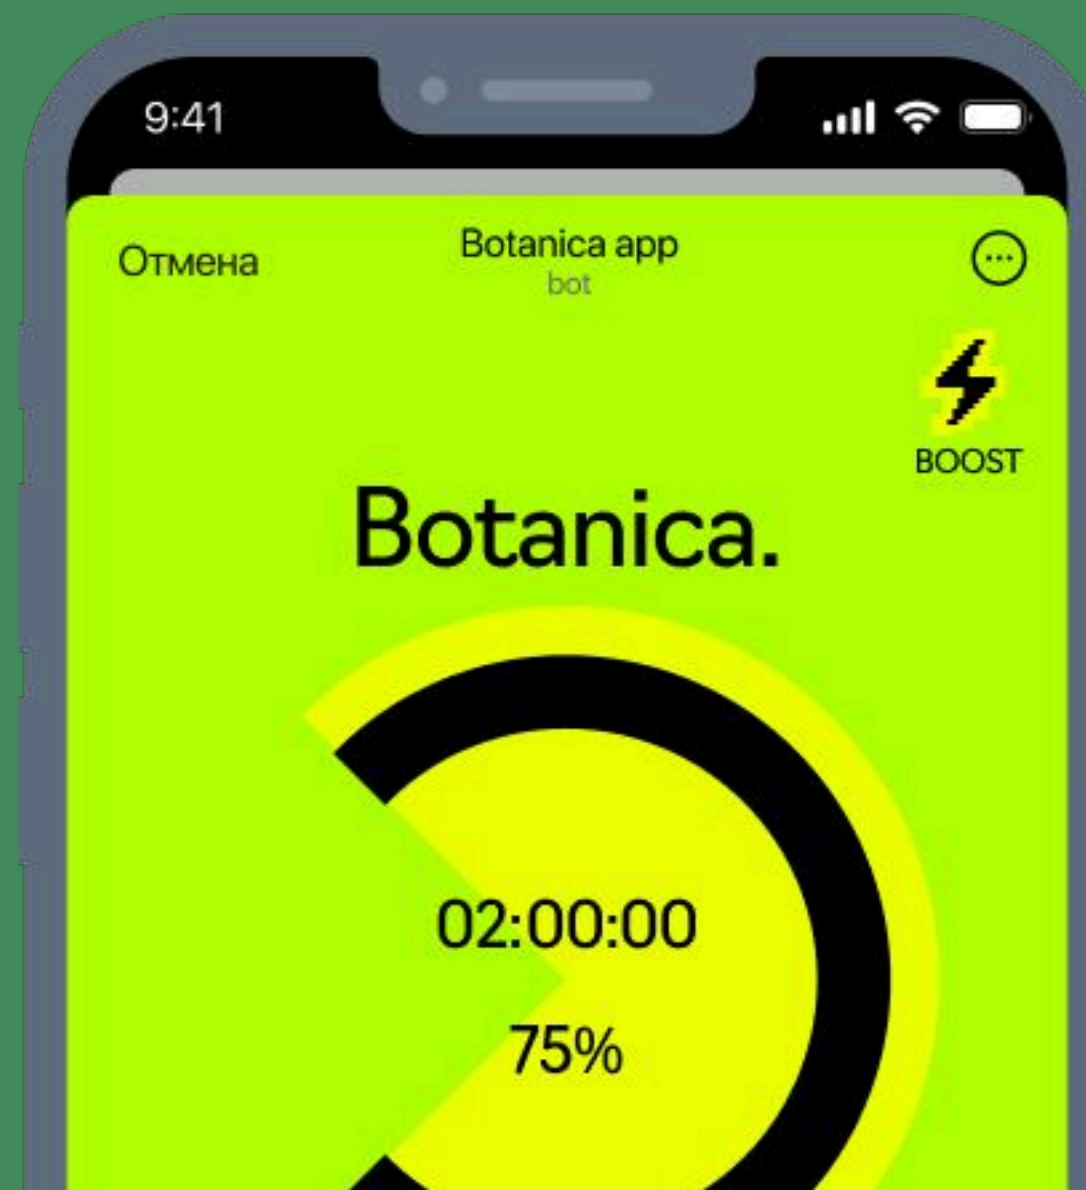 9:41
Отмена
Botanica app
bot
BOOST
Botanica.
02:00:00
75%